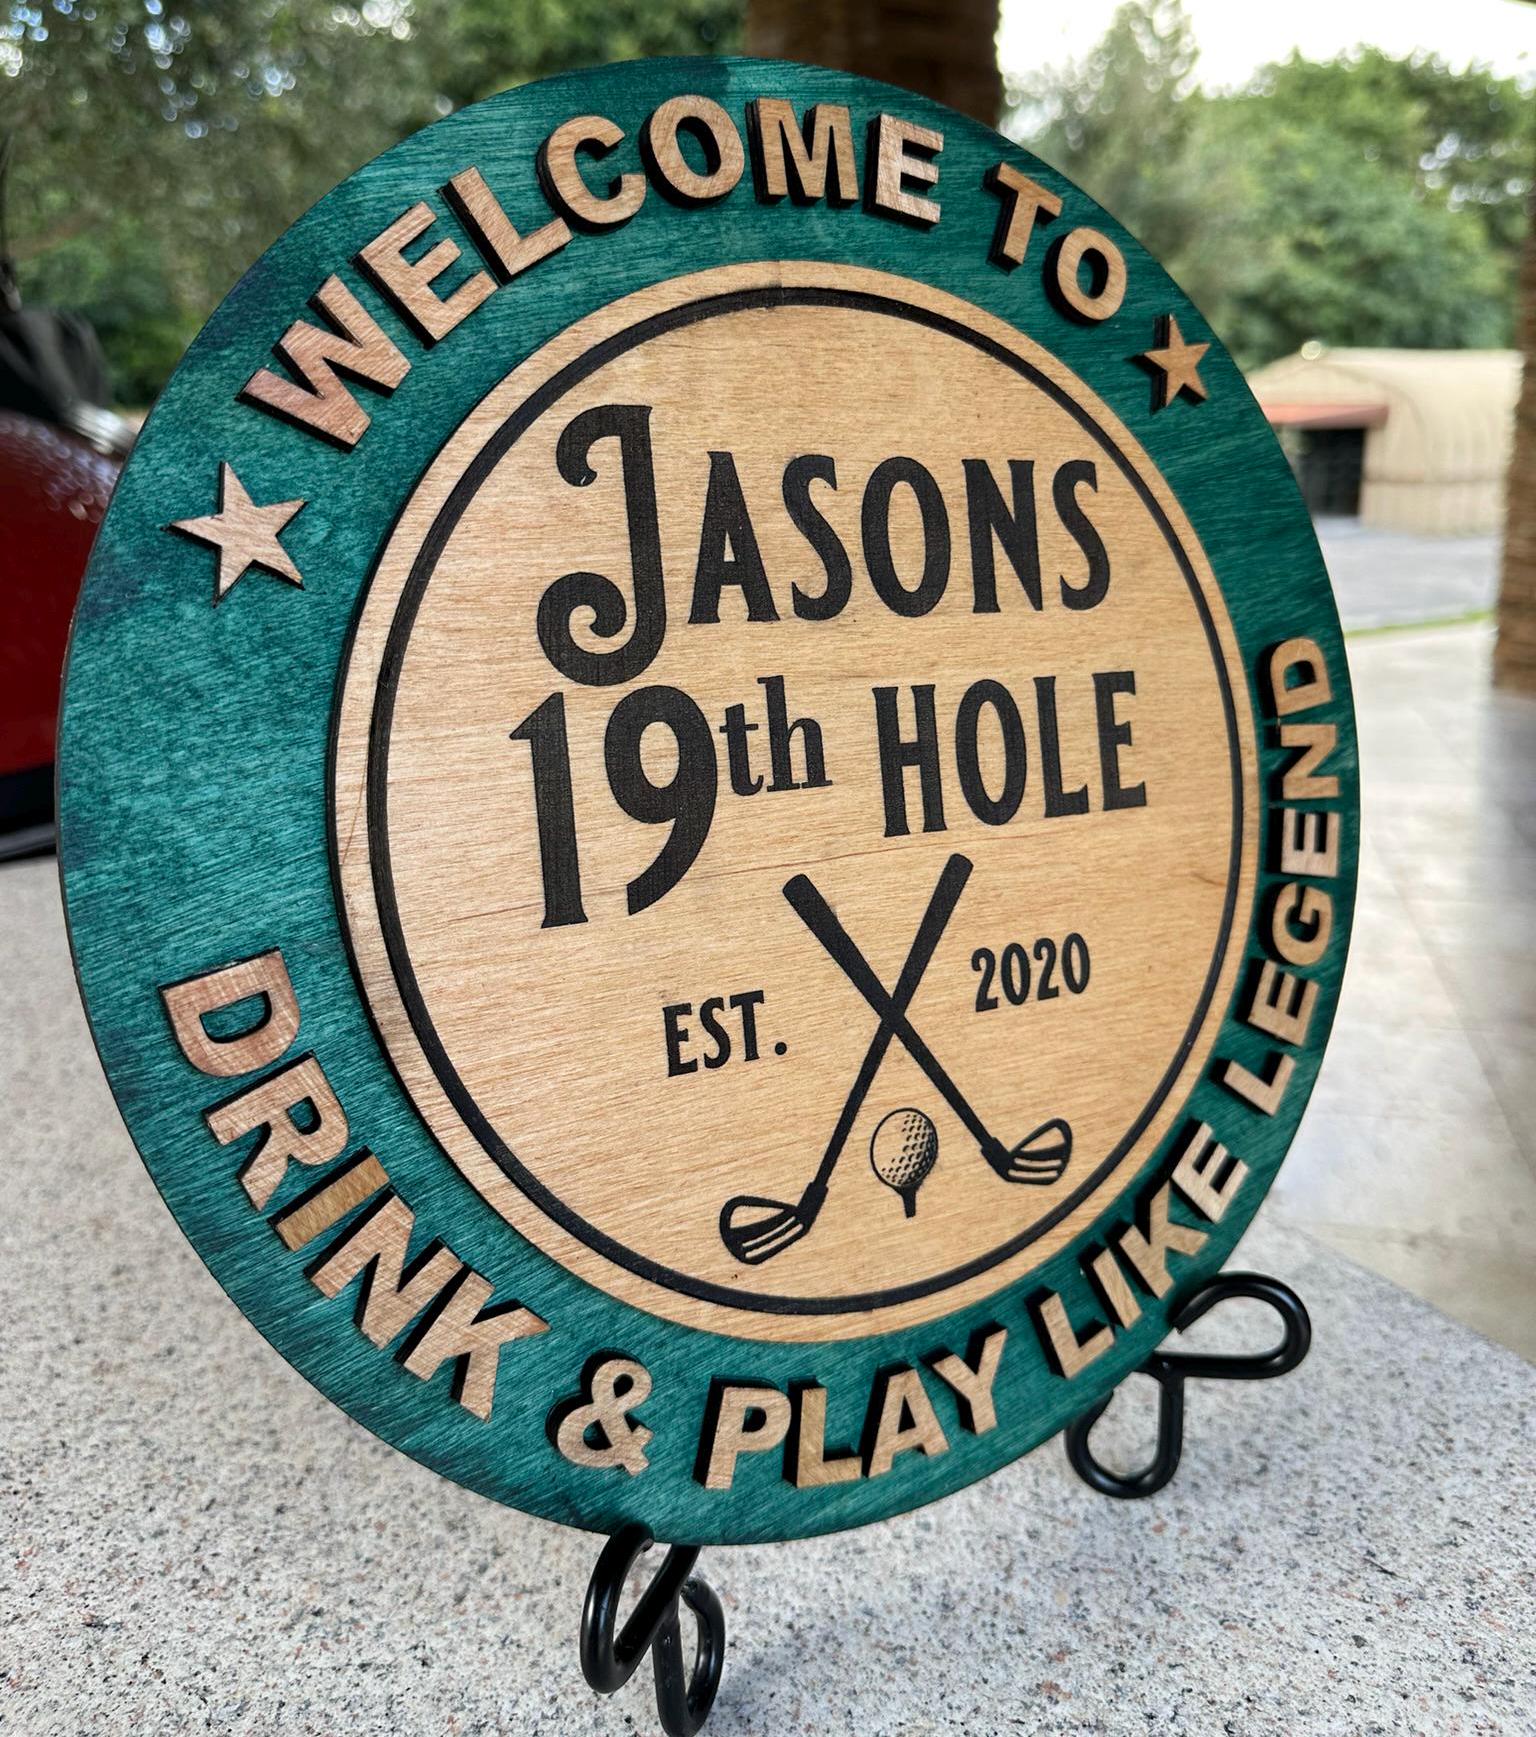 WELCOME TO
JASONS
19th HOLE
EST. 2020
DRINK & PLAY LIKE LEGEND